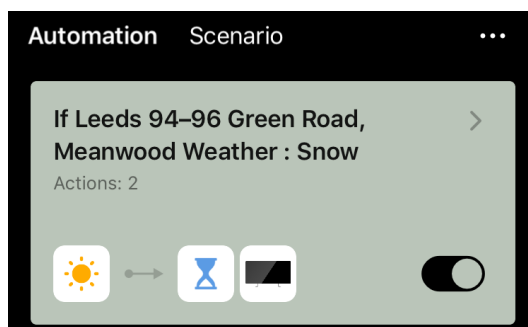 Automation Scenario
If Leeds 94–96 Green Road,
Meanwood Weather : Snow
Actions: 2